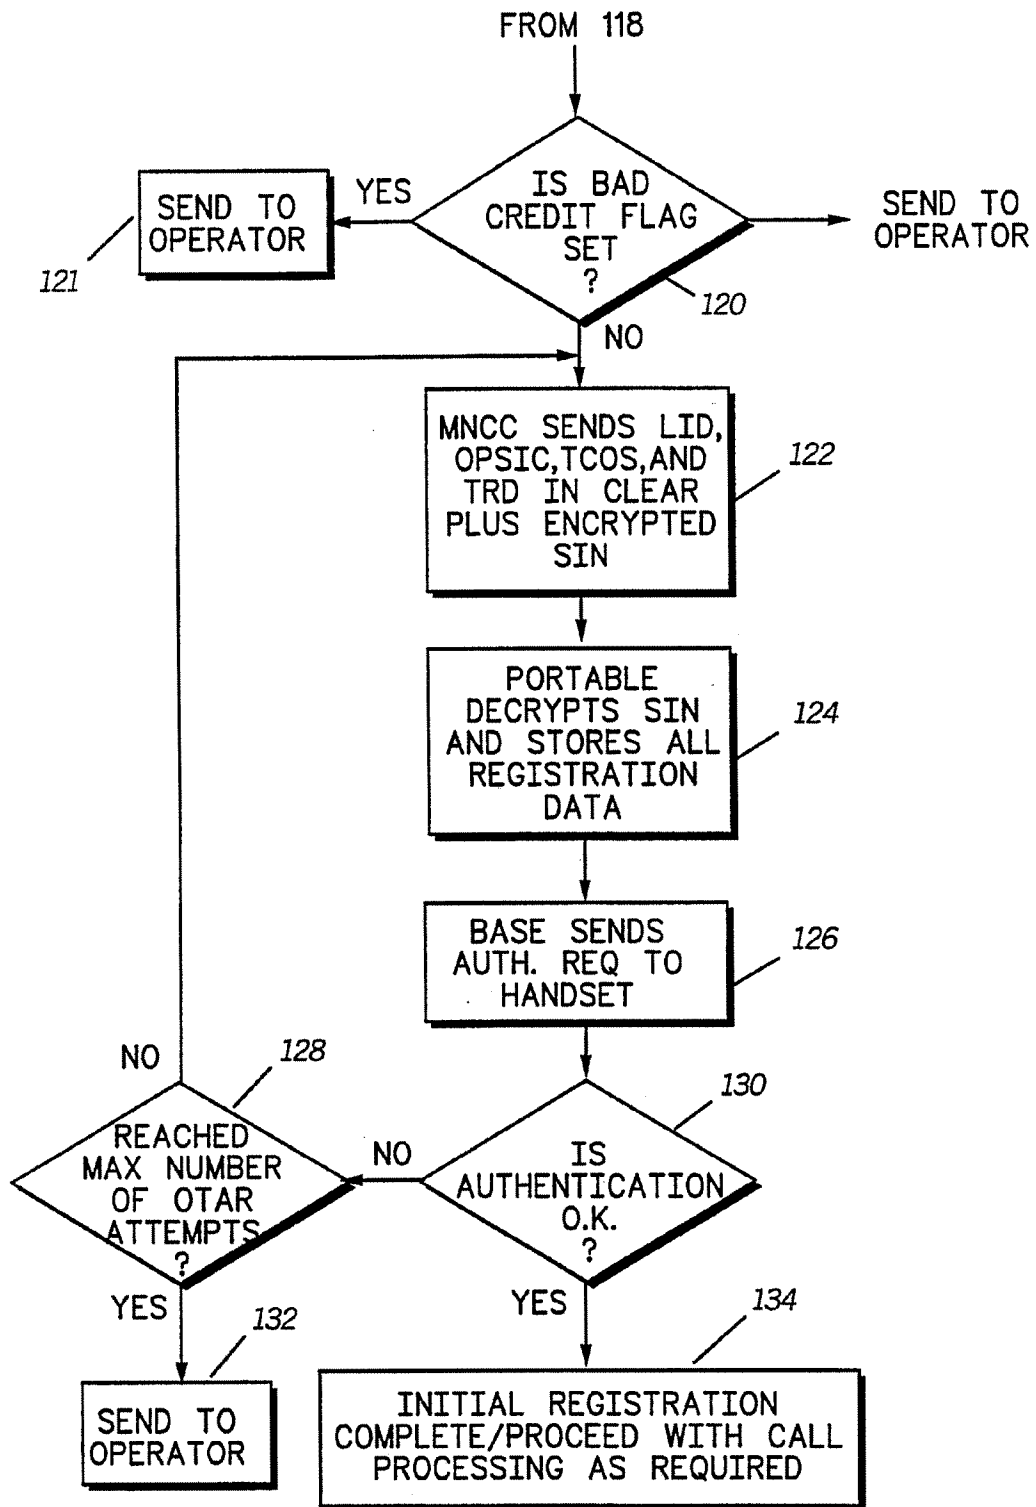 FROM 118
IS BAD
CREDIT FLAG
SET
?
120
YES
SEND TO
OPERATOR
121
SEND TO
OPERATOR
NO
MNCC SENDS LID,
OPSIC,TCOS,AND
TRD IN CLEAR
PLUS ENCRYPTED
SIN
122
PORTABLE
DECRYPTS SIN
AND STORES ALL
REGISTRATION
DATA
124
BASE SENDS
AUTH. REQ TO
HANDSET
126
IS
AUTHENTICATION
O.K.
?
130
NO
REACHED
MAX NUMBER
OF OTAR
ATTEMPTS
?
128
NO
YES
SEND TO
OPERATOR
132
YES
INITIAL REGISTRATION
COMPLETE/PROCEED WITH CALL
PROCESSING AS REQUIRED
134